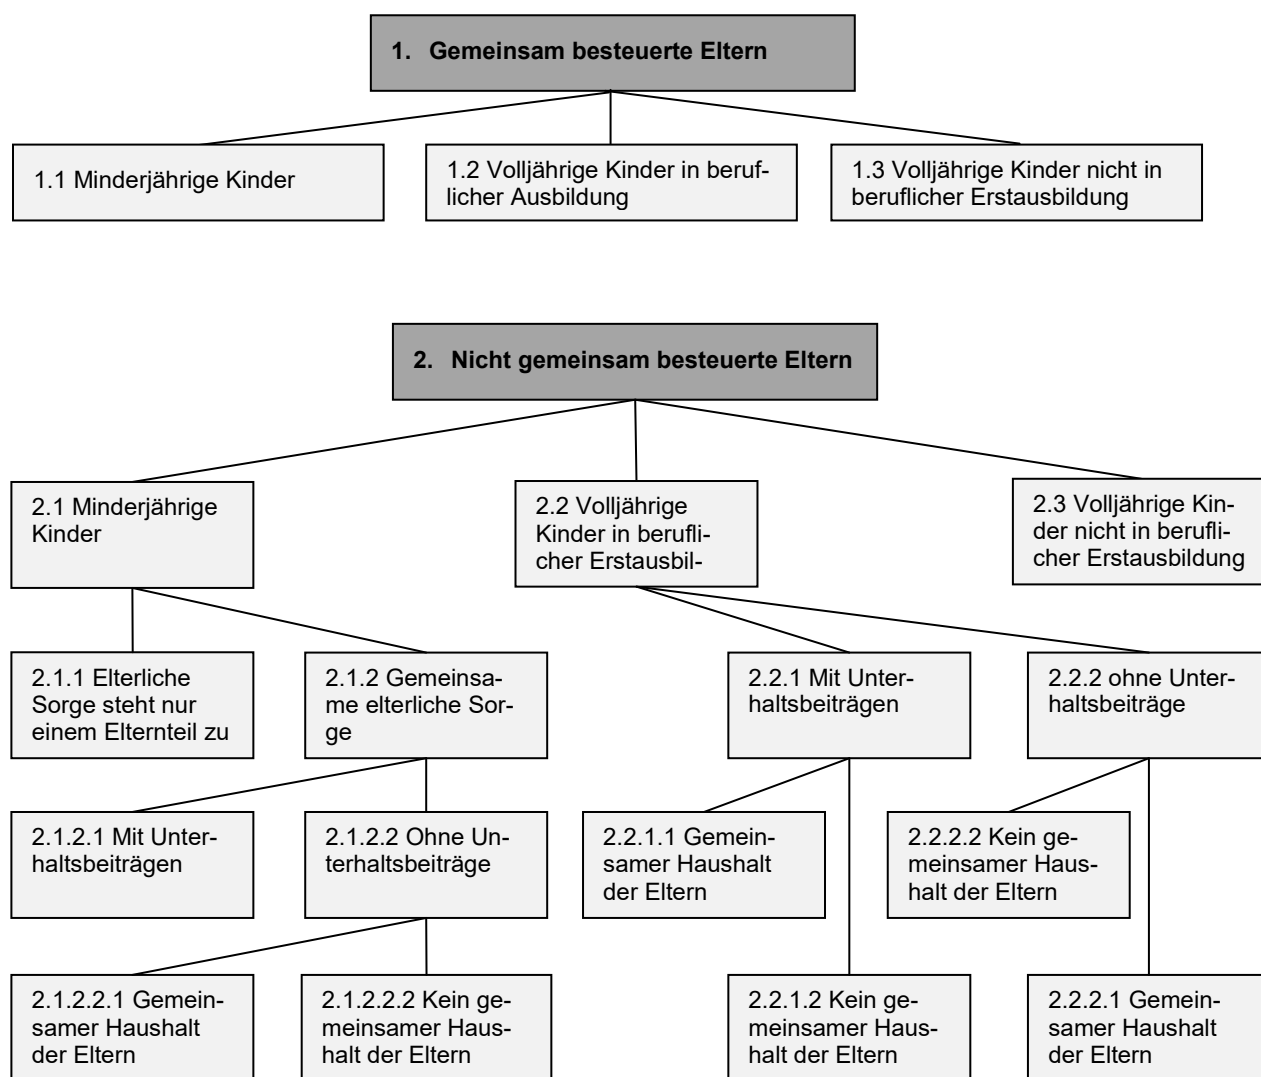 1. Gemeinsam besteuerte Eltern
1.1 Minderjährige Kinder
1.2 Volljährige Kinder in beruf-
licher Ausbildung
1.3 Volljährige Kinder nicht in
beruflicher Erstausbildung
2. Nicht gemeinsam besteuerte Eltern
2.1 Minderjährige
Kinder
2.2 Volljährige
Kinder in berufli-
cher Erstausbil-
2.3 Volljährige Kin-
der nicht in berufli-
cher Erstausbildung
2.1.1 Elterliche
Sorge steht nur
einem Elternteil zu
2.1.2 Gemeinsa-
me elterliche Sor-
ge
2.2.1 Mit Unter-
haltsbeiträgen
2.2.2 ohne Unter-
haltsbeiträge
2.1.2.1 Mit Unter-
haltsbeiträgen
2.1.2.2 Ohne Un-
terhaltsbeiträge
2.2.1.1 Gemein-
samer Haushalt
der Eltern
2.2.2.2 Kein ge-
meinsamer Haus-
halt der Eltern
2.1.2.2.1 Gemein-
samer Haushalt
der Eltern
2.1.2.2.2 Kein ge-
meinsamer Haus-
halt der Eltern
2.2.1.2 Kein ge-
meinsamer Haus-
halt der Eltern
2.2.2.1 Gemein-
samer Haushalt
der Eltern